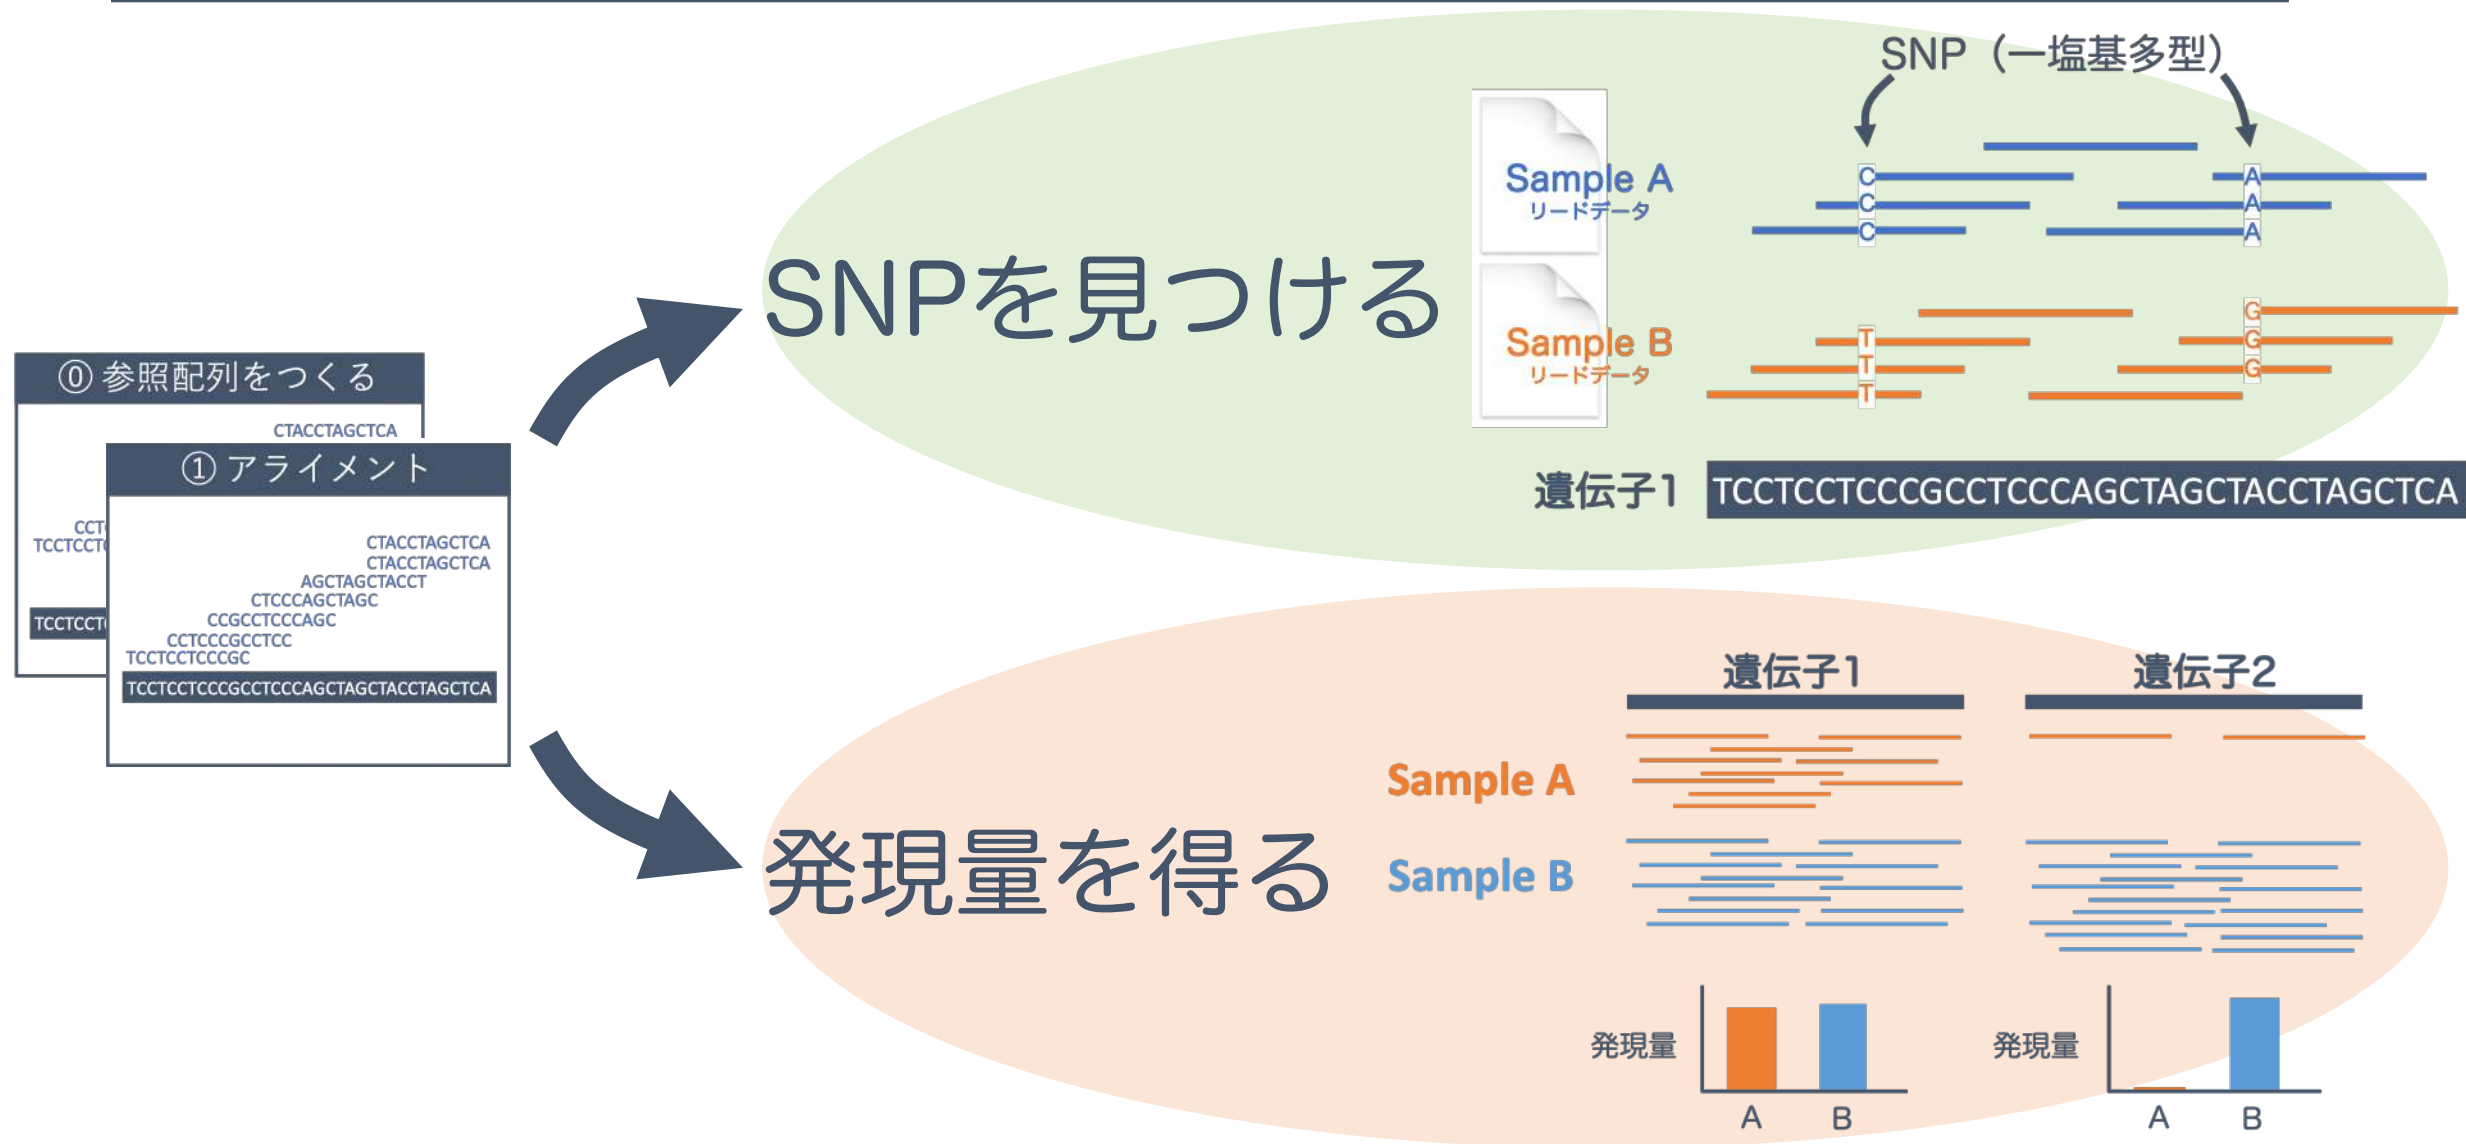 ⓪ 参照配列をつくる
CTACCTAGCTCA
TCCTCCT
① アライメント
CTACCTAGCTCA
CTACCTAGCTCA
AGCTAGCTACCT
CTCCCAGCTAGC
CCGCCTCCCAGC
CCTCCCGCCTCC
TCCTCCTCCCGC
TCCTCCTCCCGCCTCCCAGCTAGCTACCTAGCTCA
SNPを見つける
SNP（一塩基多型）
Sample A
リードデータ
C
C
C
A
A
A
Sample B
リードデータ
T
T
T
G
G
G
遺伝子1
TCCTCCTCCCGCCTCCCAGCTAGCTACCTAGCTCA
発現量を得る
遺伝子1
遺伝子2
Sample A
Sample B
発現量
A
B
発現量
A
B